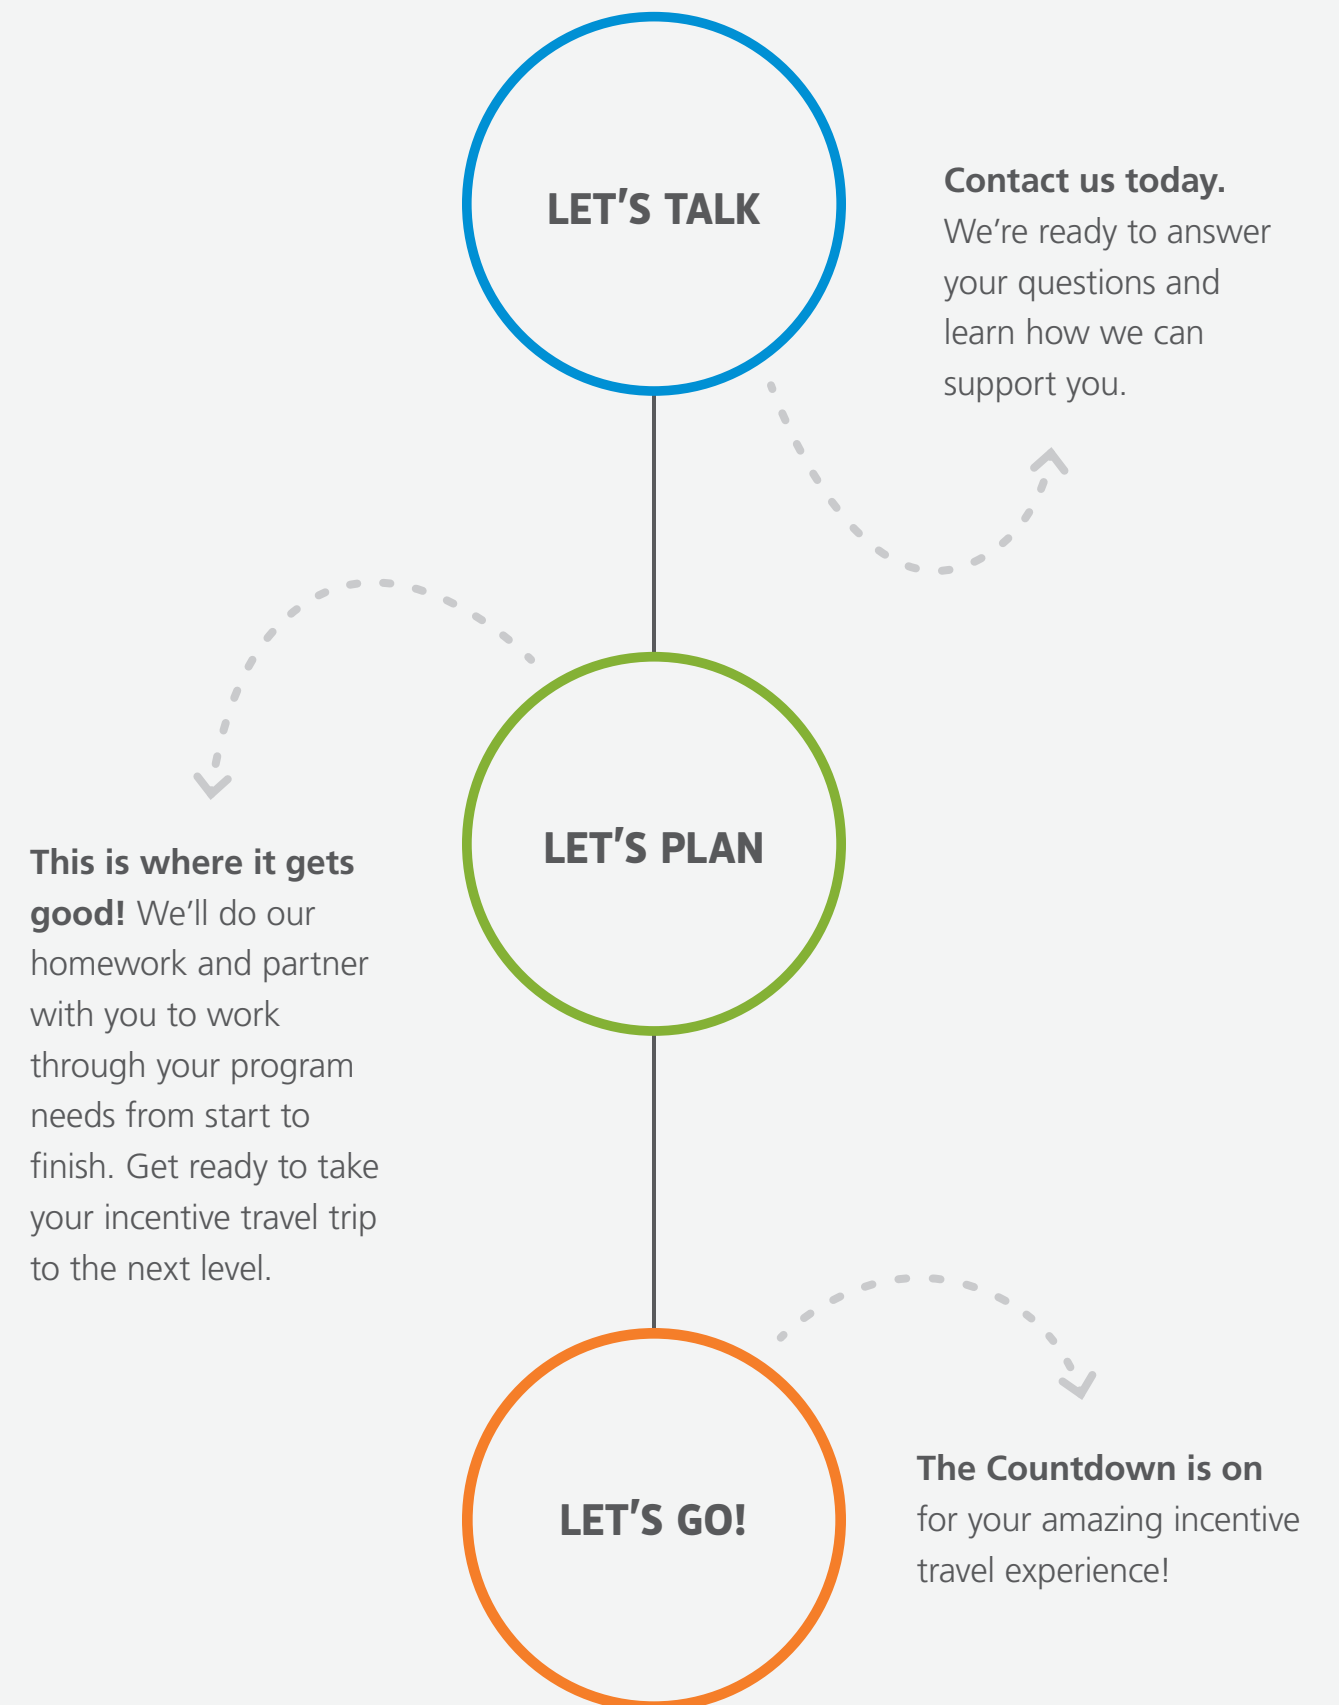 LET'S TALK
Contact us today.
We're ready to answer
your questions and
learn how we can
support you.
LET'S PLAN
This is where it gets
good! We'll do our
homework and partner
with you to work
through your program
needs from start to
finish. Get ready to take
your incentive travel trip
to the next level.
LET'S GO!
The Countdown is on
for your amazing incentive
travel experience!